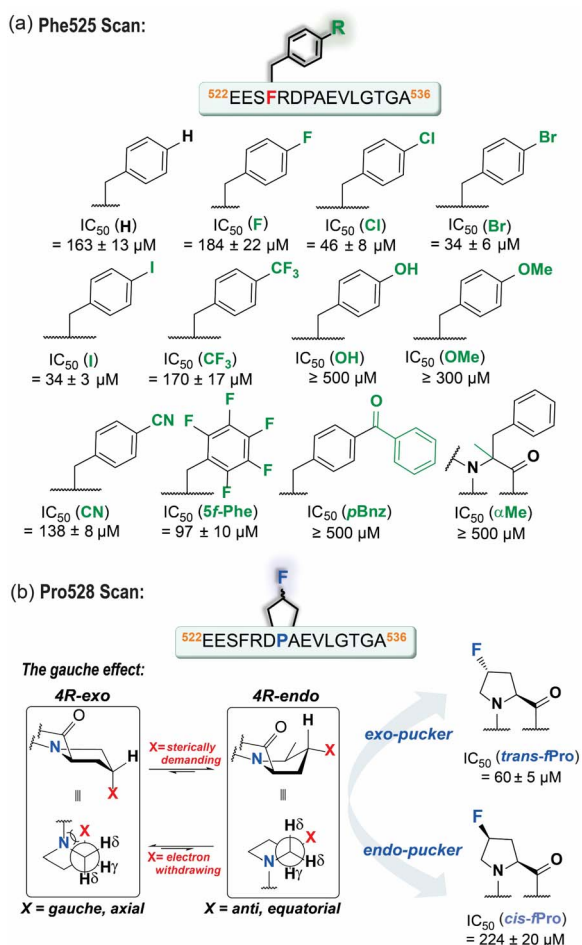 (a) Phe525 Scan:
R
522EESFRDPAEVLGTGA536
H
F
Cl
Br
IC50 (H)
= 163 ± 13 µM
IC50 (F)
= 184 ± 22 µM
IC50 (Cl)
= 46 ± 8 µM
IC50 (Br)
= 34 ± 6 µM
I
CF3
OH
OMe
IC50 (I)
= 34 ± 3 µM
IC50 (CF3)
= 170 ± 17 µM
IC50 (OH)
≥ 500 µM
IC50 (OMe)
≥ 300 µM
CN
F
F
F
F
F
O
N
O
IC50 (CN)
= 138 ± 8 µM
IC50 (5f-Phe)
= 97 ± 10 µM
IC50 (pBnz)
≥ 500 µM
IC50 (αMe)
≥ 500 µM
(b) Pro528 Scan:
F
522EESFRDPAEVLGTGA536
The gauche effect:
4R-exo
4R-endo
O
N
H
X
X= sterically
demanding
O
N
H
X
N
X
Hδ
Hγ
Hδ
X= electron
withdrawing
Hδ
X
Hγ
Hδ
N
X = gauche, axial
X = anti, equatorial
exo-pucker
endo-pucker
F
N
O
IC50 (trans-fPro)
= 60 ± 5 µM
F
N
O
IC50 (cis-fPro)
= 224 ± 20 µM